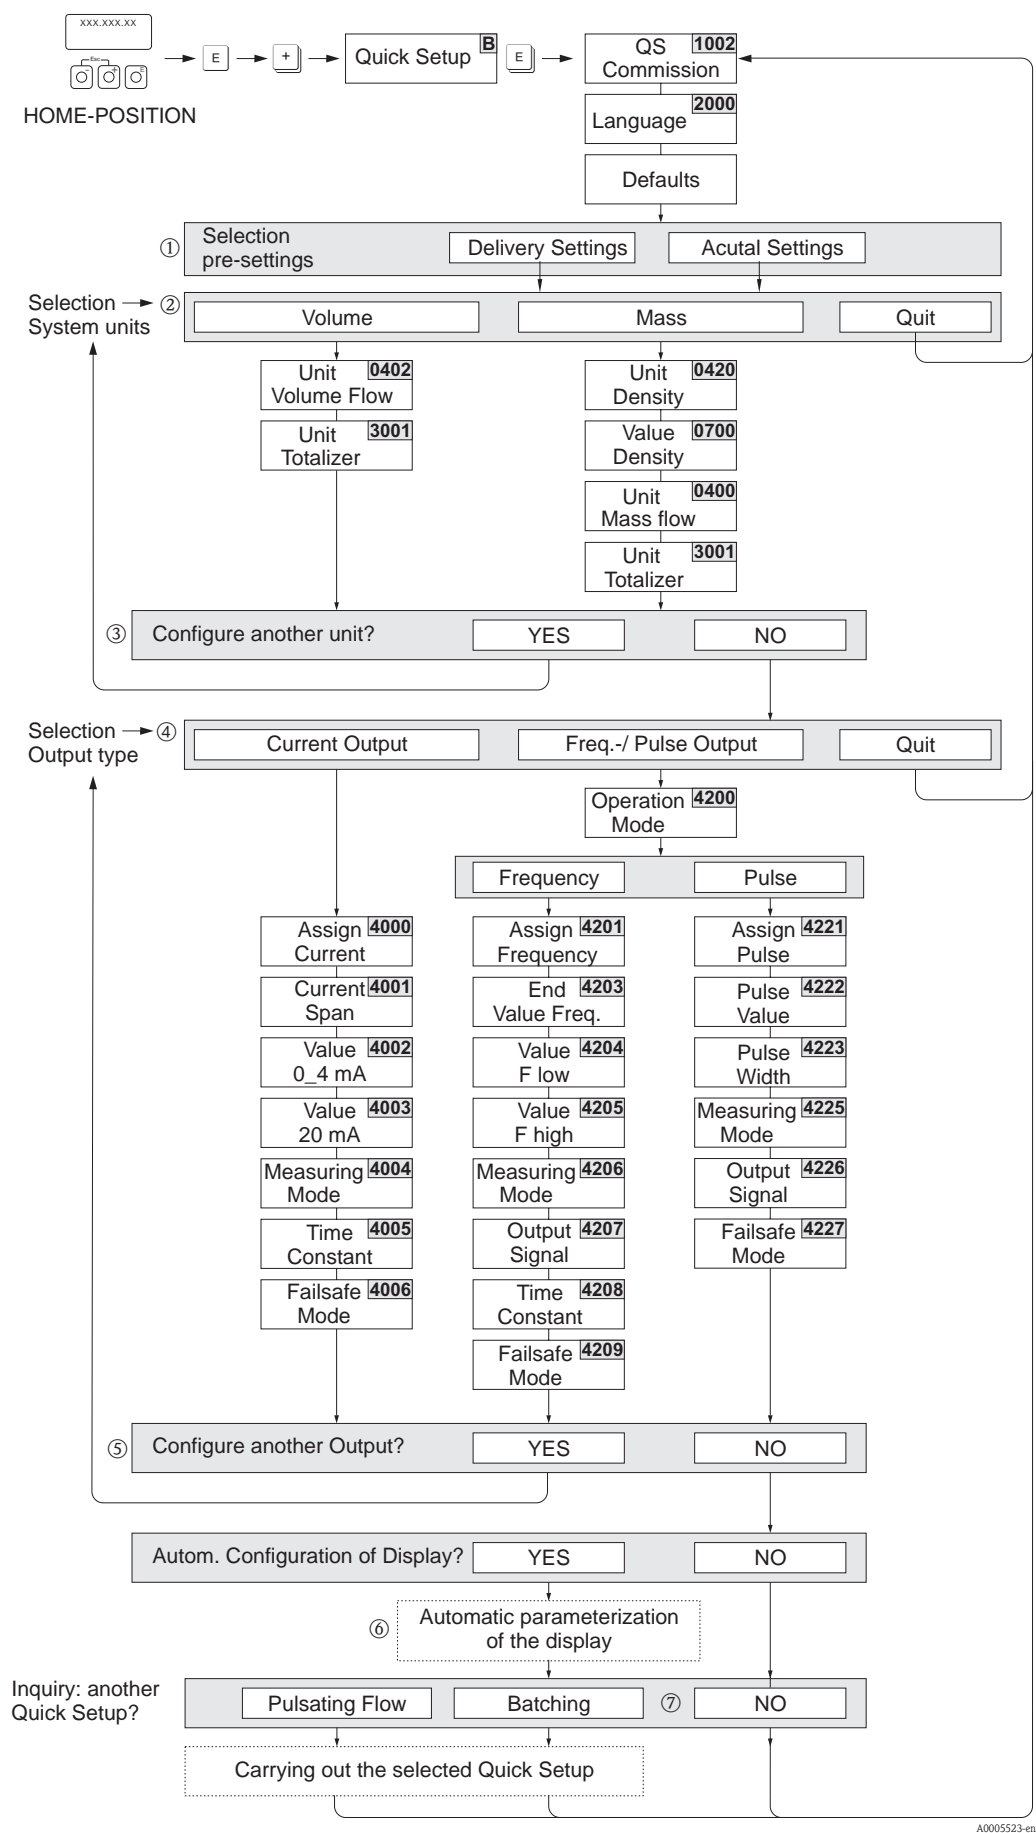 xxx.xxx.xx
Esc
- + E
HOME-POSITION
E
+
Quick Setup B
E
QS 1002
Commission
2000
Language
Defaults
① Selection
pre-settings
Delivery Settings
Acutal Settings
Selection
System units
②
Volume
Mass
Quit
Unit 0402
Volume Flow
Unit 3001
Totalizer
Unit 0420
Density
Value 0700
Density
Unit 0400
Mass flow
Unit 3001
Totalizer
③ Configure another unit?
YES
NO
Selection
Output type
④
Current Output
Freq.-/ Pulse Output
Quit
Operation 4200
Mode
Frequency
Pulse
Assign 4000
Current
Current 4001
Span
Value 4002
0_4 mA
Value 4003
20 mA
Measuring 4004
Mode
Time 4005
Constant
Failsafe 4006
Mode
Assign 4201
Frequency
End 4203
Value Freq.
Value 4204
F low
Value 4205
F high
Measuring 4206
Mode
Output 4207
Signal
Time 4208
Constant
Failsafe 4209
Mode
Assign 4221
Pulse
Pulse 4222
Value
Pulse 4223
Width
Measuring 4225
Mode
Output 4226
Signal
Failsafe 4227
Mode
⑤ Configure another Output?
YES
NO
Autom. Configuration of Display?
YES
NO
⑥ Automatic parameterization
of the display
Inquiry: another
Quick Setup?
Pulsating Flow
Batching
⑦ NO
Carrying out the selected Quick Setup
A0005523-en